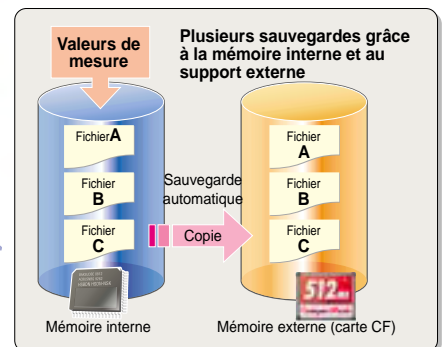 Valeurs de
mesure
Plusieurs sauvegardes grâce
à la mémoire interne et au
support externe
Fichier A
Fichier
B
Fichier
C
Sauvegarde
automatique
Copie
Fichier
A
Fichier
B
Fichier
C
512
Mémoire interne
Mémoire externe (carte CF)